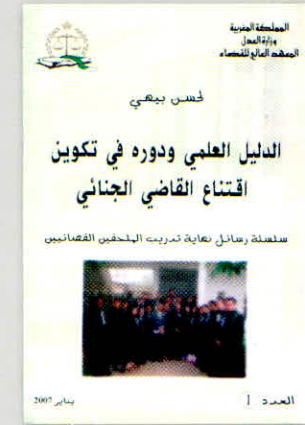 المملكة المغربية
وزارة العدل
المعهد العالي للقضاء
لحسن بيهي
الدليل العلمي ودوره في تكوين
اقتناع القاضي الجنائي
سلسلة رسائل نهاية تدريب الملحقين القضائيين
العدد 1
يناير 2007